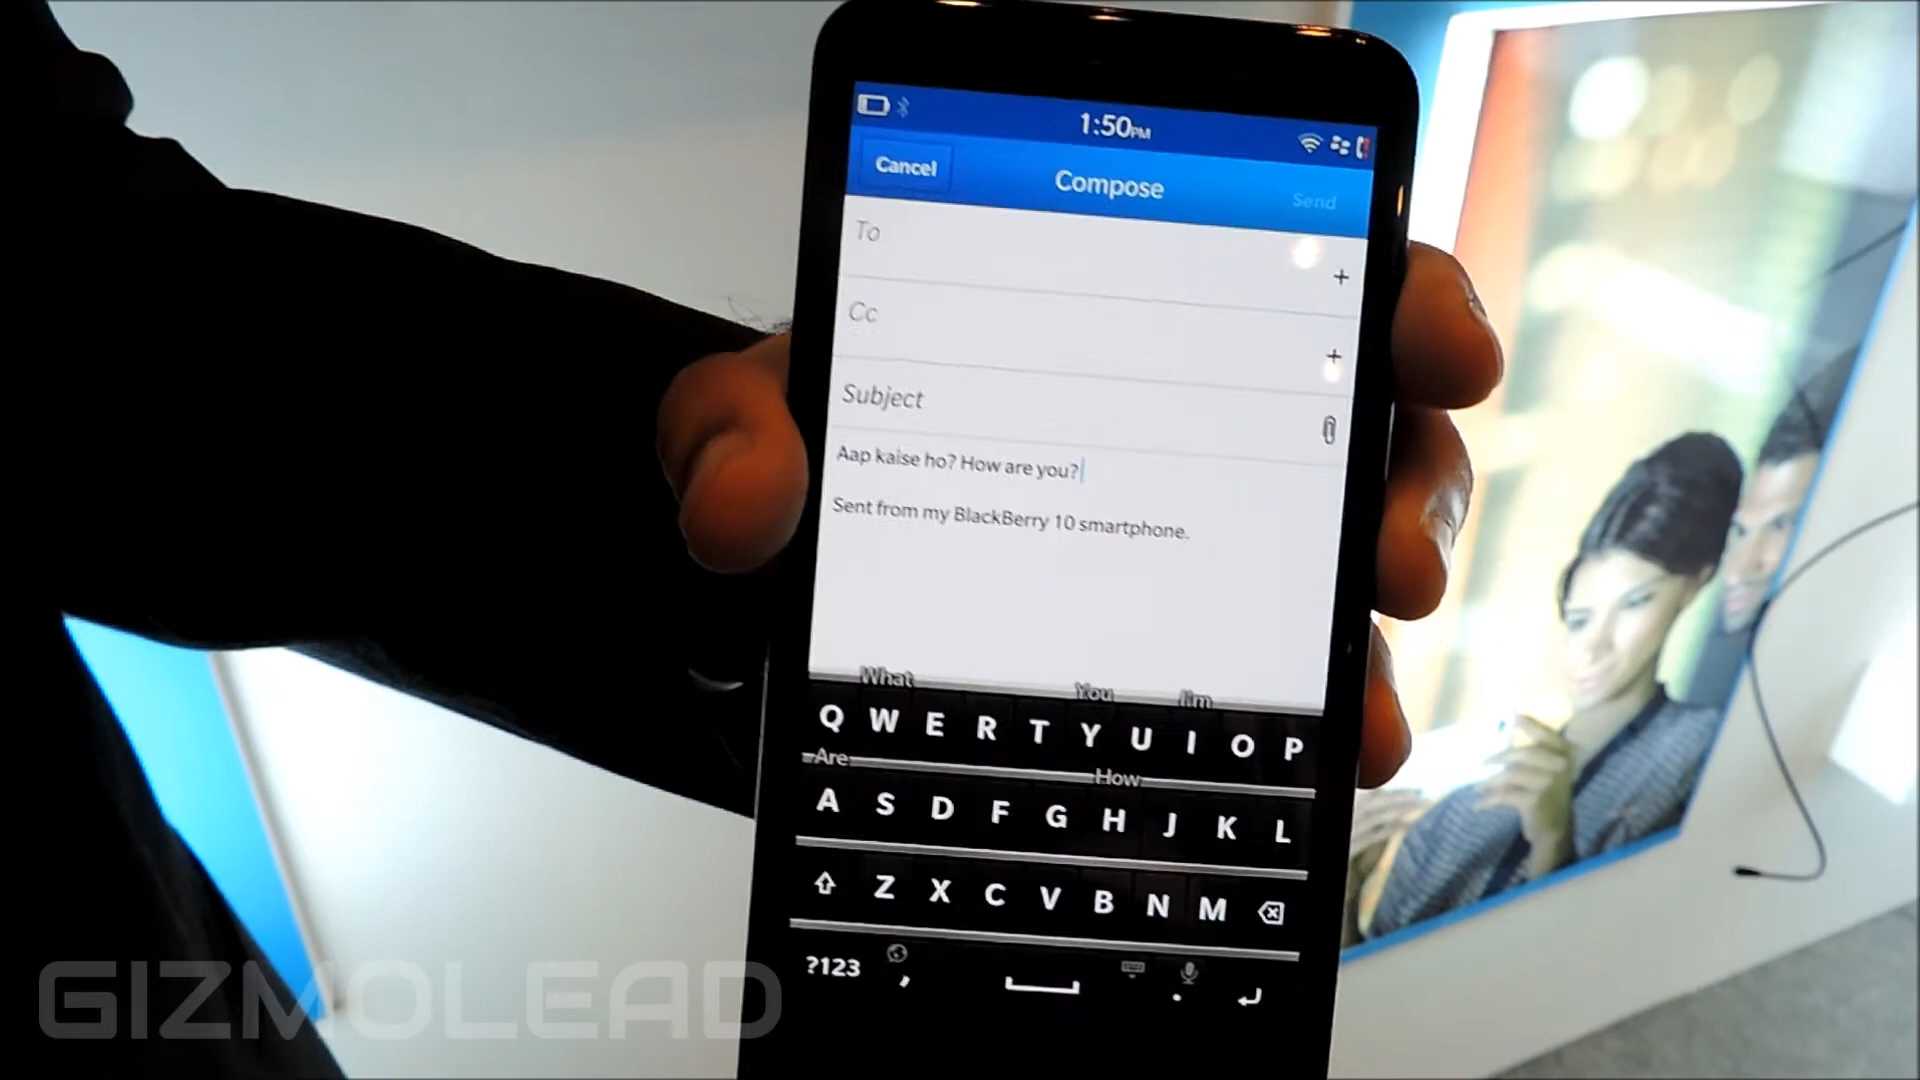 1:50PM
Cancel
Compose
Send
To
Cc
Subject
Aap kaise ho? How are you?
Sent from my BlackBerry 10 smartphone.
What You I'm
Q W E R T Y U I O P
Are How
A S D F G H J K L
Z X C V B N M
?123 , .
GIZMOLEAD